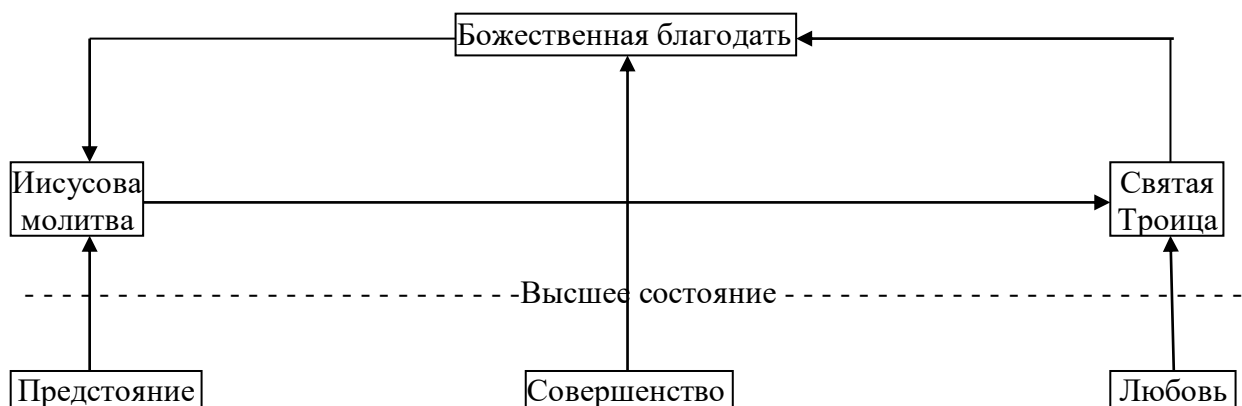 Божественная благодать
Иисусова
молитва
Святая
Троица
Высшее состояние
Предстояние
Совершенство
Любовь